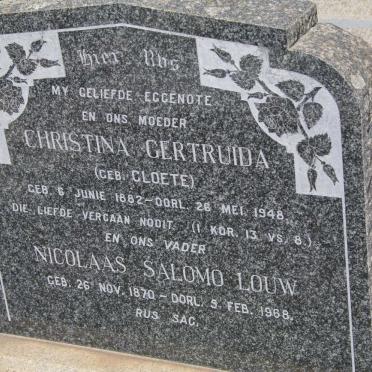 Hier Rus
MY GELIEFDE EGGENOTE
EN ONS MOEDER
CHRISTINA GERTRUIDA
(GEB. CLOETE)
GEB. 6 JUNIE 1882 – OORL. 26 MEI. 1948.
DIE LIEFDE VERGAAN NOOIT. (1 KOR. 13 VS. 8.)
EN ONS VADER
NICOLAAS SALOMO LOUW
GEB. 26 NOV. 1870 – OORL. 9 FEB. 1968.
RUS SAG.